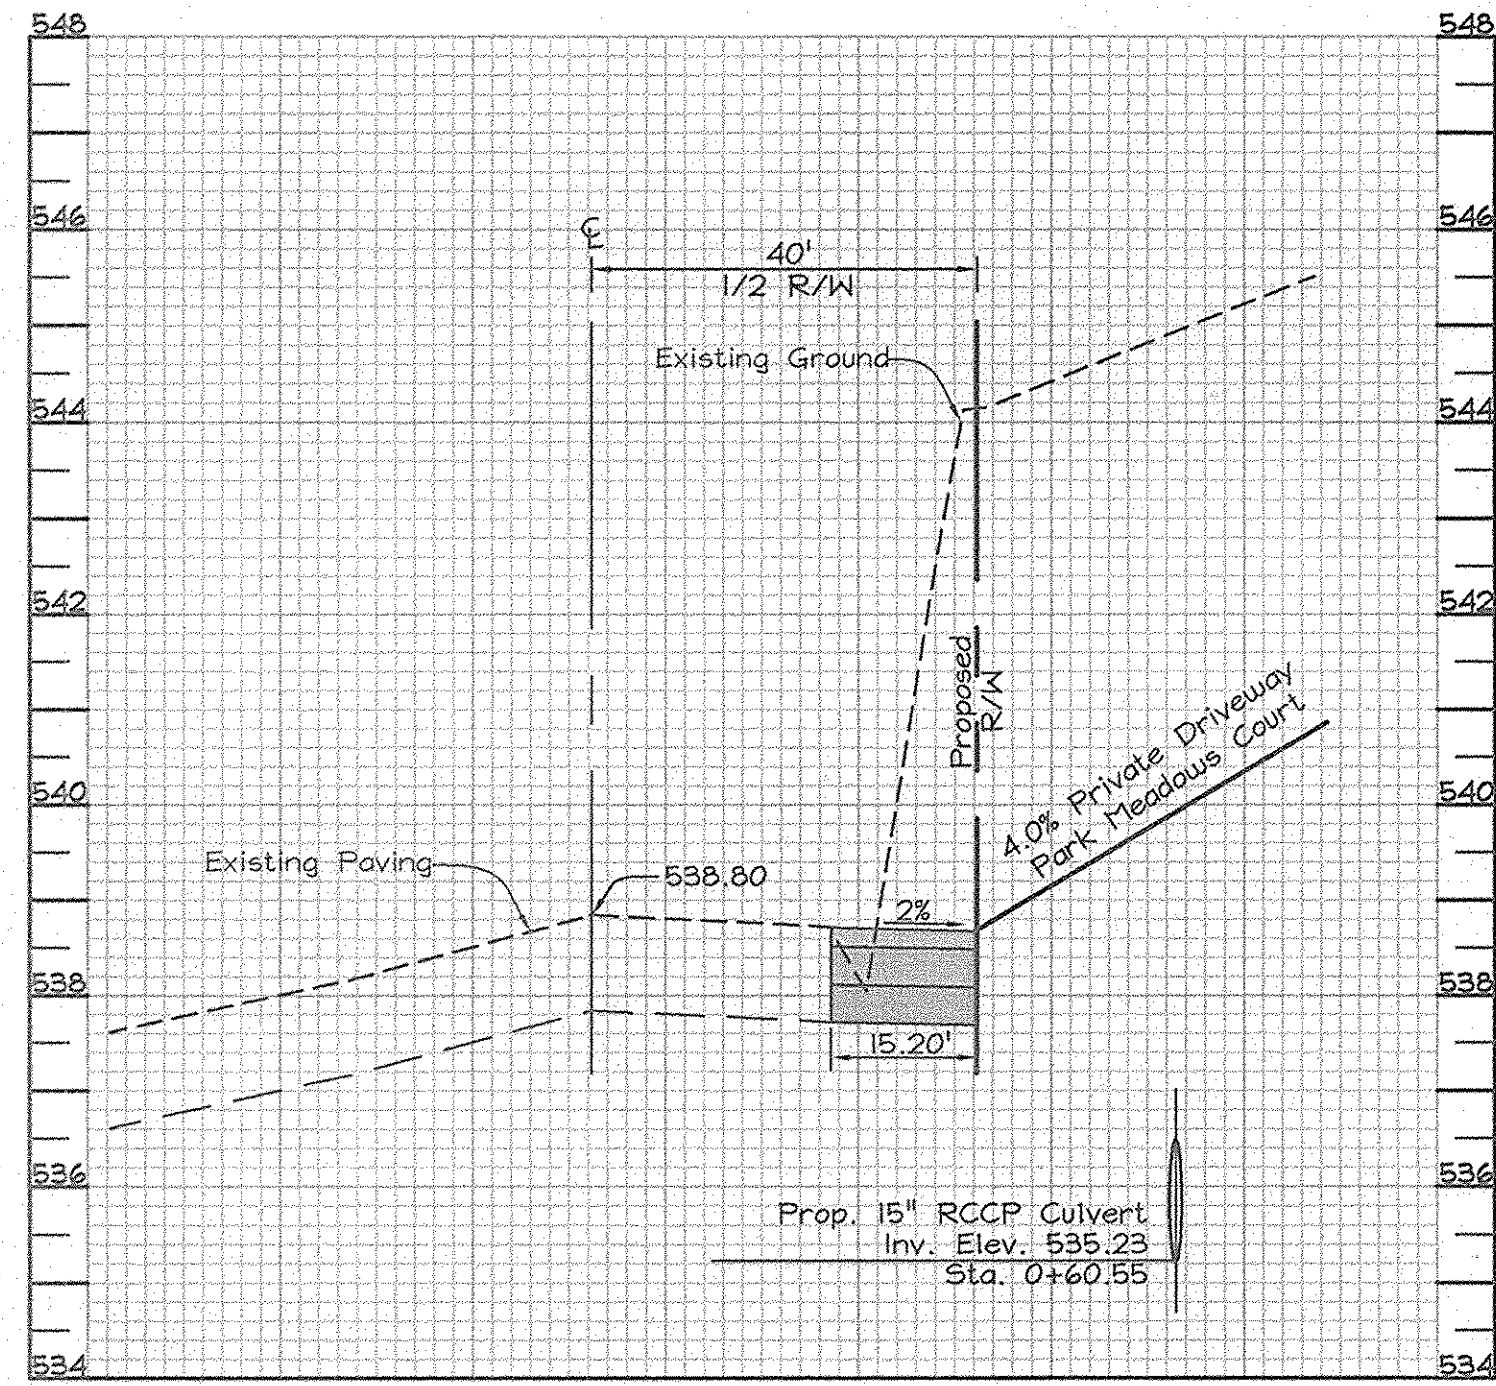 548
548
546
546
℄
40'
1/2 R/W
Existing Ground
544
544
542
542
Proposed
R/W
4.0% Private Driveway
Park Meadows Court
540
540
Existing Paving
538.80
2%
538
538
15.20'
536
536
Prop. 15" RCCP Culvert
Inv. Elev. 535.23
Sta. 0+60.55
534
534